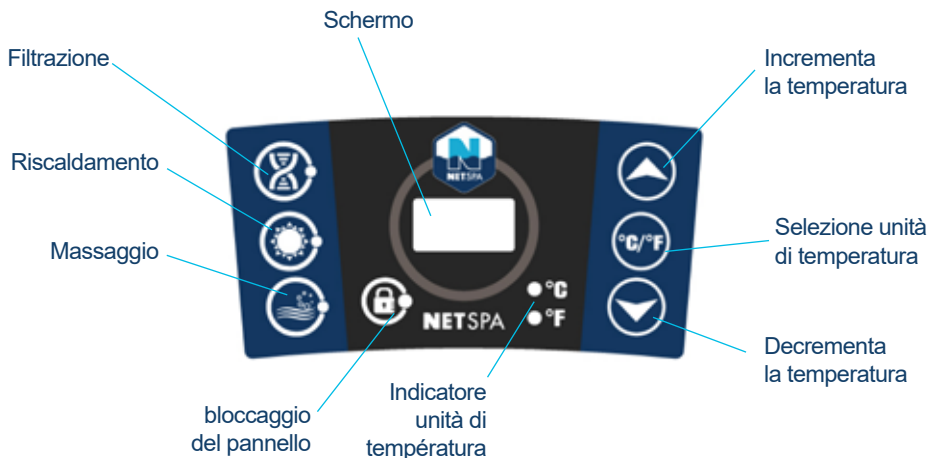 Schermo
Filtrazione
Incrementa
la temperatura
Riscaldamento
NETSPA
Massaggio
°C/°F
Selezione unità
di temperatura
°C
NETSPA
°F
Decrementa
la temperatura
bloccaggio
del pannello
Indicatore
unità di
température